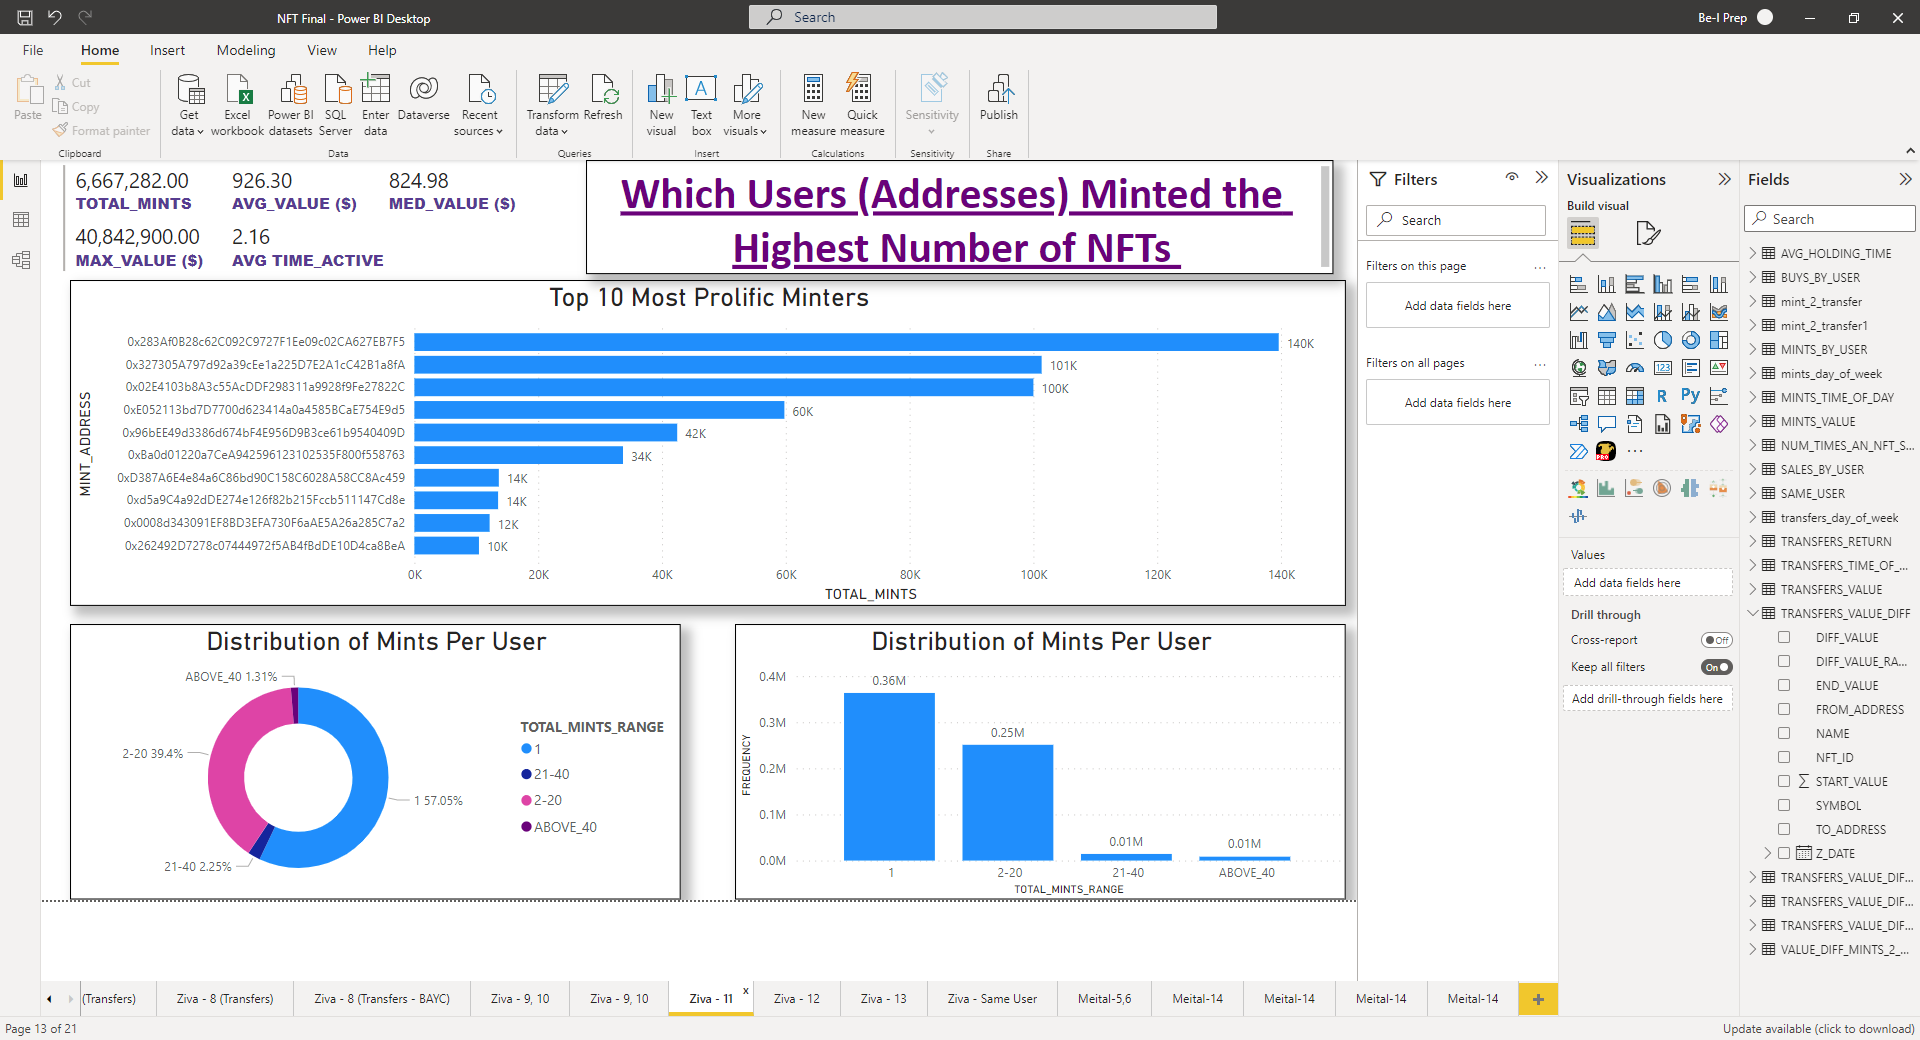 NFT Final - Power BI Desktop
Search
Be-I Prep
File
Home
Insert
Modeling
View
Help
Paste
Cut
Copy
Format painter
Clipboard
Get data
Excel workbook
Power BI datasets
SQL Server
Enter data
Dataverse
Recent sources
Data
Transform data
Refresh
Queries
New visual
A
Text box
More visuals
Insert
New measure
Quick measure
Calculations
Sensitivity
Sensitivity
Publish
Share
6,667,282.00
TOTAL_MINTS
926.30
AVG_VALUE ($)
824.98
MED_VALUE ($)
40,842,900.00
MAX_VALUE ($)
2.16
AVG TIME_ACTIVE
Which Users (Addresses) Minted the
Highest Number of NFTs
Top 10 Most Prolific Minters
MINT_ADDRESS
0x283Af0B28c62C092C9727F1Ee09c02CA627EB7F5
140K
0x327305A797d92a39cEe1a225D7E2A1cC42B1a8fA
101K
0x02E4103b8A3c55AcDDF298311a9928f9Fe27822C
100K
0xE052113bd7D7700d623414a0a4585BCaE754E9d5
60K
0x96bEE49d3386d674bF4E956D9B3ce61b9540409D
42K
0xBa0d01220a7CeA942596123102535F800f558763
34K
0xD387A6E4e84a6C86bd90C158C6028A58CC8Ac459
14K
0xd5a9C4a92dDE274e126f82b215Fccb511147Cd8e
14K
0x0008d343091EF8BD3EFA730F6aAE5A26a285C7a2
12K
0x262492D7278c07444972f5AB4fBdDE10D4ca8BeA
10K
0K 20K 40K 60K 80K 100K 120K 140K
TOTAL_MINTS
Distribution of Mints Per User
ABOVE_40 1.31%
2-20 39.4%
1 57.05%
21-40 2.25%
TOTAL_MINTS_RANGE
1
21-40
2-20
ABOVE_40
Distribution of Mints Per User
FREQUENCY
0.4M
0.3M
0.2M
0.1M
0.0M
0.36M
0.25M
0.01M
0.01M
1 2-20 21-40 ABOVE_40
TOTAL_MINTS_RANGE
Filters
Search
Filters on this page
...
Add data fields here
Filters on all pages
...
Add data fields here
Visualizations
Build visual
123
R
Py
PRO
...
Values
Add data fields here
Drill through
Cross-report
Off
Keep all filters
On
Add drill-through fields here
Fields
Search
AVG_HOLDING_TIME
BUYS_BY_USER
mint_2_transfer
mint_2_transfer1
MINTS_BY_USER
mints_day_of_week
MINTS_TIME_OF_DAY
MINTS_VALUE
NUM_TIMES_AN_NFT_S...
SALES_BY_USER
SAME_USER
transfers_day_of_week
TRANSFERS_RETURN
TRANSFERS_TIME_OF_...
TRANSFERS_VALUE
TRANSFERS_VALUE_DIFF
DIFF_VALUE
DIFF_VALUE_RA...
END_VALUE
FROM_ADDRESS
NAME
NFT_ID
∑ START_VALUE
SYMBOL
TO_ADDRESS
Z_DATE
TRANSFERS_VALUE_DIF...
TRANSFERS_VALUE_DIF...
TRANSFERS_VALUE_DIF...
VALUE_DIFF_MINTS_2_...
(Transfers)
Ziva - 8 (Transfers)
Ziva - 8 (Transfers - BAYC)
Ziva - 9, 10
Ziva - 9, 10
Ziva - 11
x
Ziva - 12
Ziva - 13
Ziva - Same User
Meital-5,6
Meital-14
Meital-14
Meital-14
Meital-14
+
Page 13 of 21
Update available (click to download)